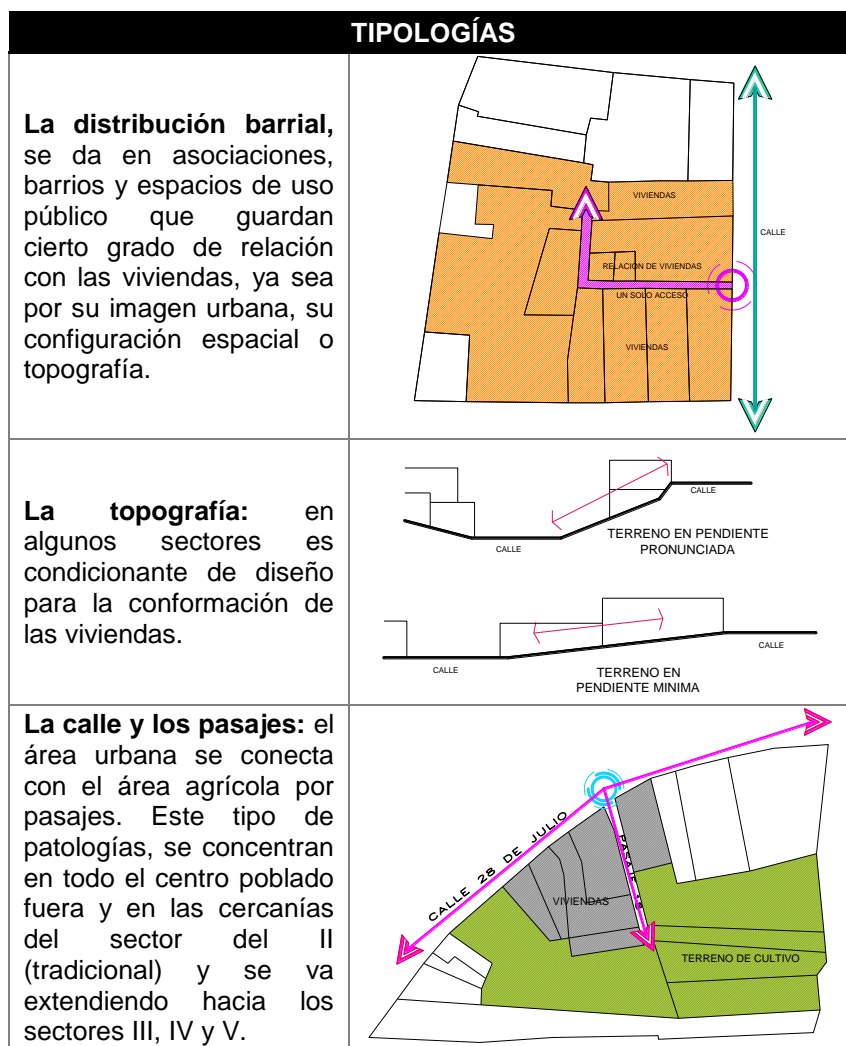 TIPOLOGÍAS
La distribución barrial,
se da en asociaciones,
barrios y espacios de uso
público que guardan
cierto grado de relación
con las viviendas, ya sea
por su imagen urbana, su
configuración espacial o
topografía.
VIVIENDAS
CALLE
RELACION DE VIVIENDAS
UN SOLO ACCESO
VIVIENDAS
La topografía: en
algunos sectores es
condicionante de diseño
para la conformación de
las viviendas.
CALLE
CALLE
TERRENO EN PENDIENTE
PRONUNCIADA
CALLE
CALLE
TERRENO EN
PENDIENTE MINIMA
La calle y los pasajes: el
área urbana se conecta
con el área agrícola por
pasajes. Este tipo de
patologías, se concentran
en todo el centro poblado
fuera y en las cercanías
del sector del II
(tradicional) y se va
extendiendo hacia los
sectores III, IV y V.
CALLE 28 DE JULIO
VIVIENDAS
TERRENO DE CULTIVO